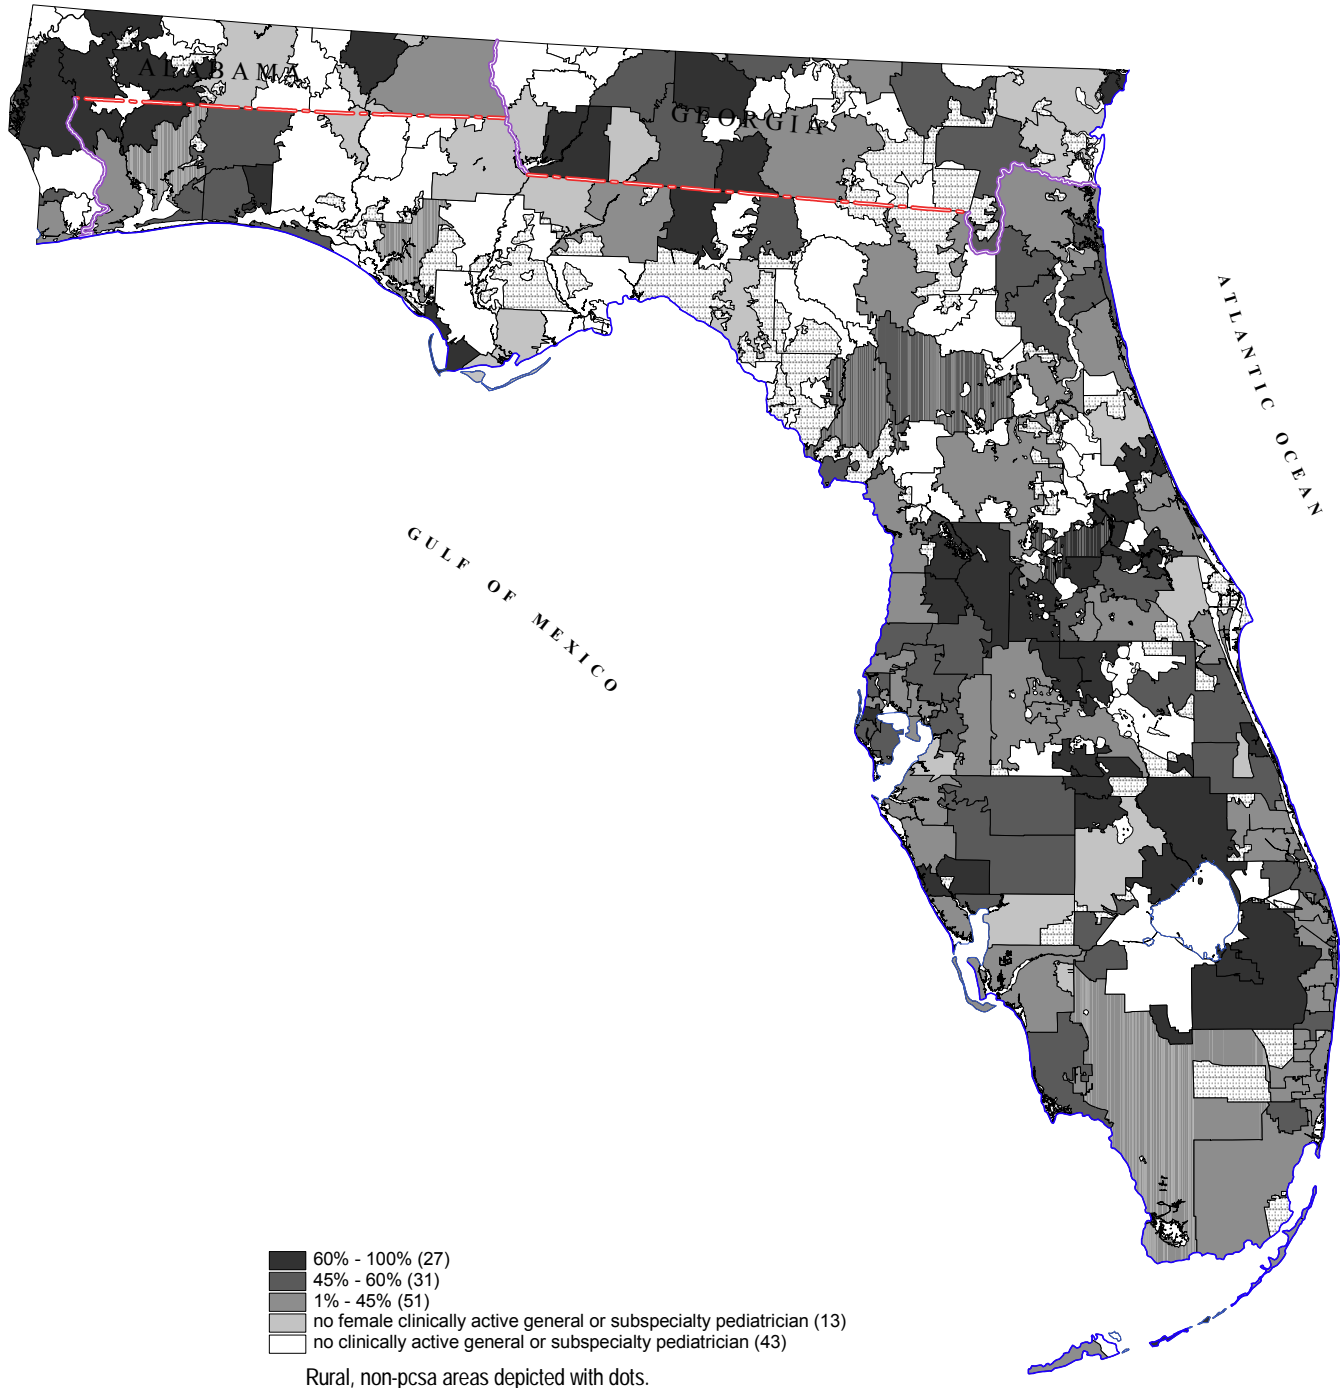 ALABAMA
GEORGIA
ATLANTIC OCEAN
GULF OF MEXICO
60% - 100% (27)
45% - 60% (31)
1% - 45% (51)
no female clinically active general or subspecialty pediatrician (13)
no clinically active general or subspecialty pediatrician (43)
Rural, non-pcsa areas depicted with dots.